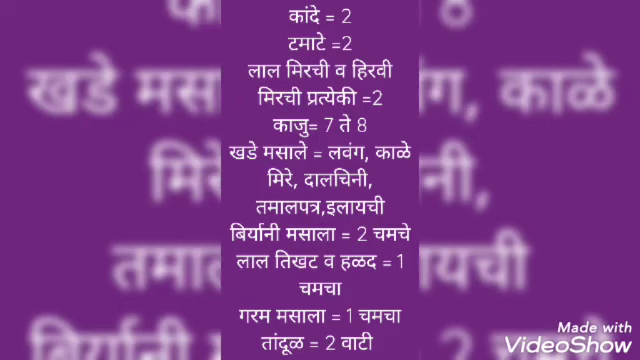 कांदे = 2
टमाटे =2
लाल मिरची व हिरवी
मिरची प्रत्येकी =2
काजु= 7 ते 8
खडे मसाले = लवंग, काळे
मिरे, दालचिनी,
तमालपत्र,इलायची
बिर्यानी मसाला = 2 चमचे
लाल तिखट व हळद = 1
चमचा
गरम मसाला = 1 चमचा
तांदूळ = 2 वाटी
Made with
VideoShow